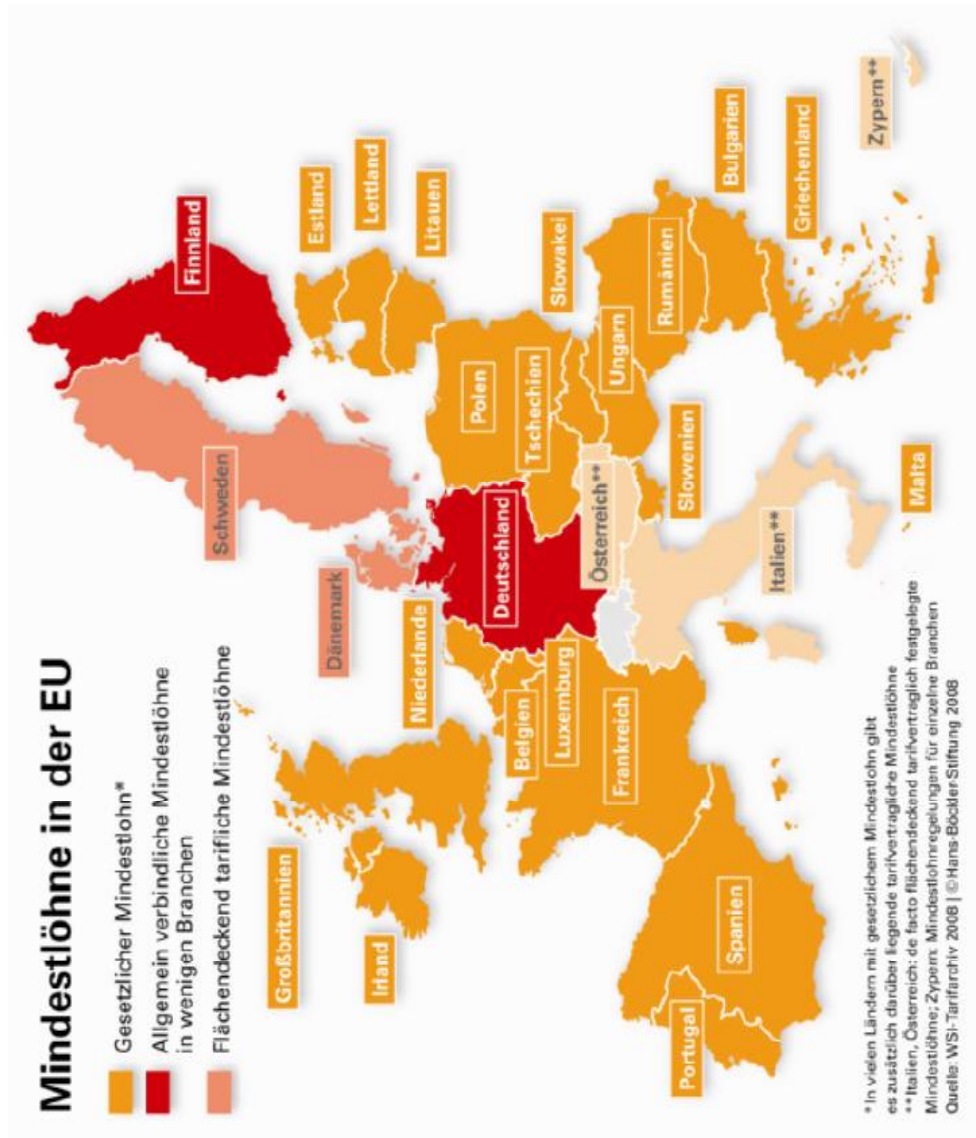 Mindestlöhne in der EU
Gesetzlicher Mindestlohn*
Allgemein verbindliche Mindestlöhne
in wenigen Branchen
Flächendeckend tarifliche Mindestlöhne
Finnland
Schweden
Estland
Lettland
Litauen
Dänemark
Großbritannien
Irland
Niederlande
Polen
Deutschland
Belgien
Tschechien
Luxemburg
Slowakei
Österreich**
Ungarn
Frankreich
Rumänien
Slowenien
Bulgarien
Portugal
Spanien
Italien**
Griechenland
Zypern**
Malta
*In vielen Ländern mit gesetzlichem Mindestlohn gibt
es zusätzlich darüber liegende tarifvertragliche Mindestlöhne
**Italien, Österreich: de facto flächendeckend tarifvertraglich festgelegte
Mindestlöhne; Zypern: Mindestlohnregelungen für einzelne Branchen
Quelle: WSI-Tarifarchiv 2008 | © Hans-Böckler-Stiftung 2008